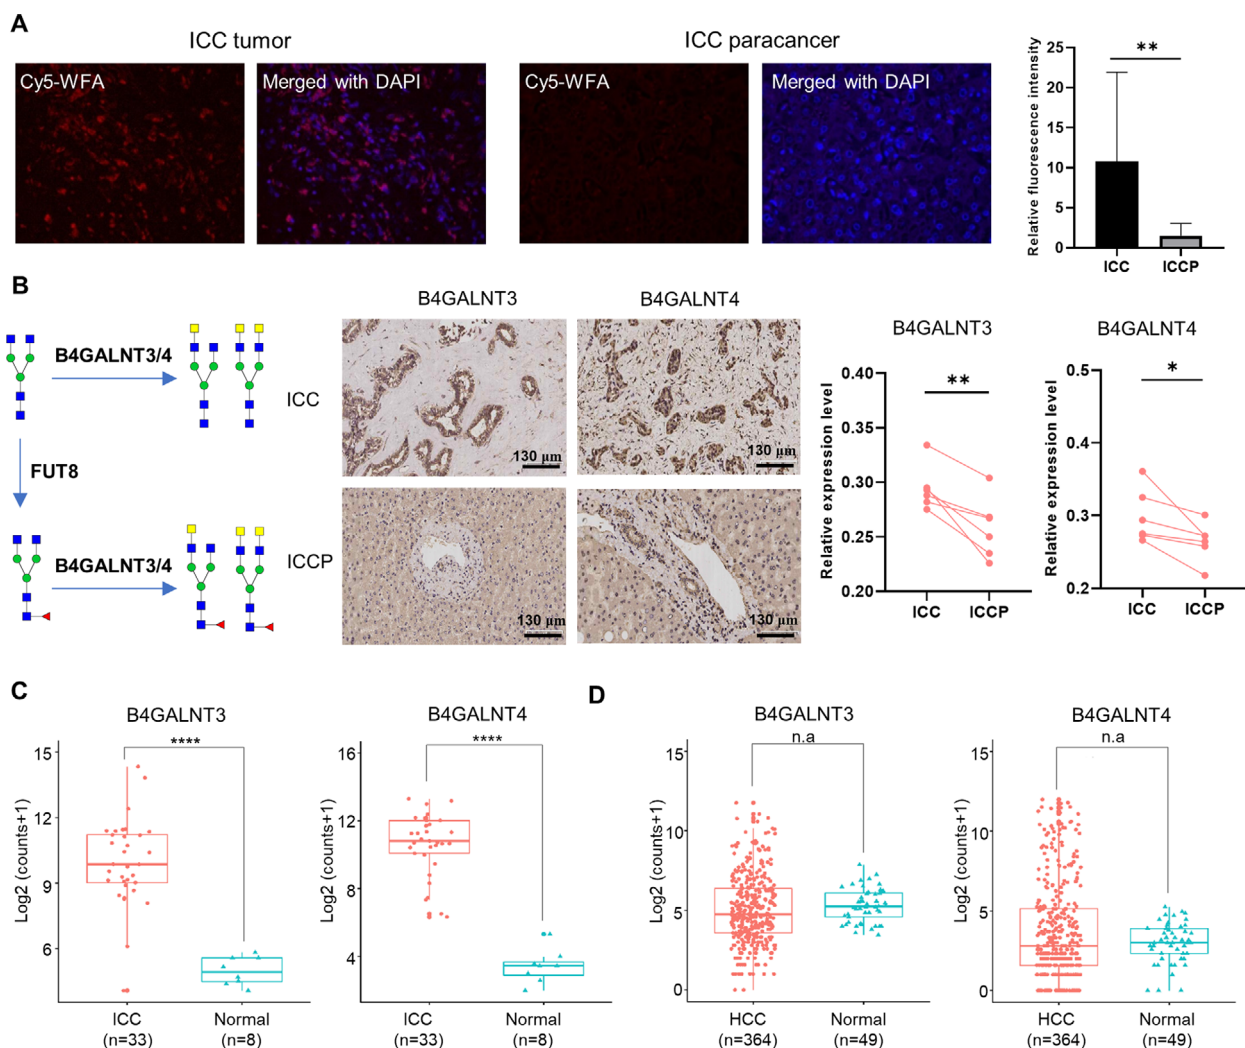 A
ICC tumor
ICC paracancer
Cy5-WFA
Merged with DAPI
Cy5-WFA
Merged with DAPI
Relative fluorescence intensity
25
20
15
10
5
0
**
ICC
ICCP
B
B4GALNT3/4
FUT8
B4GALNT3/4
B4GALNT3
B4GALNT4
ICC
ICCP
130 µm
130 µm
130 µm
130 µm
B4GALNT3
Relative expression level
0.40
0.35
0.30
0.25
0.20
**
ICC
ICCP
B4GALNT4
Relative expression level
0.5
0.4
0.3
0.2
*
ICC
ICCP
C
B4GALNT3
****
Log2 (counts+1)
15
12
9
6
ICC
(n=33)
Normal
(n=8)
B4GALNT4
****
Log2 (counts+1)
16
12
8
4
ICC
(n=33)
Normal
(n=8)
D
B4GALNT3
n.a
Log2 (counts+1)
15
10
5
0
HCC
(n=364)
Normal
(n=49)
B4GALNT4
n.a
Log2 (counts+1)
15
10
5
0
HCC
(n=364)
Normal
(n=49)